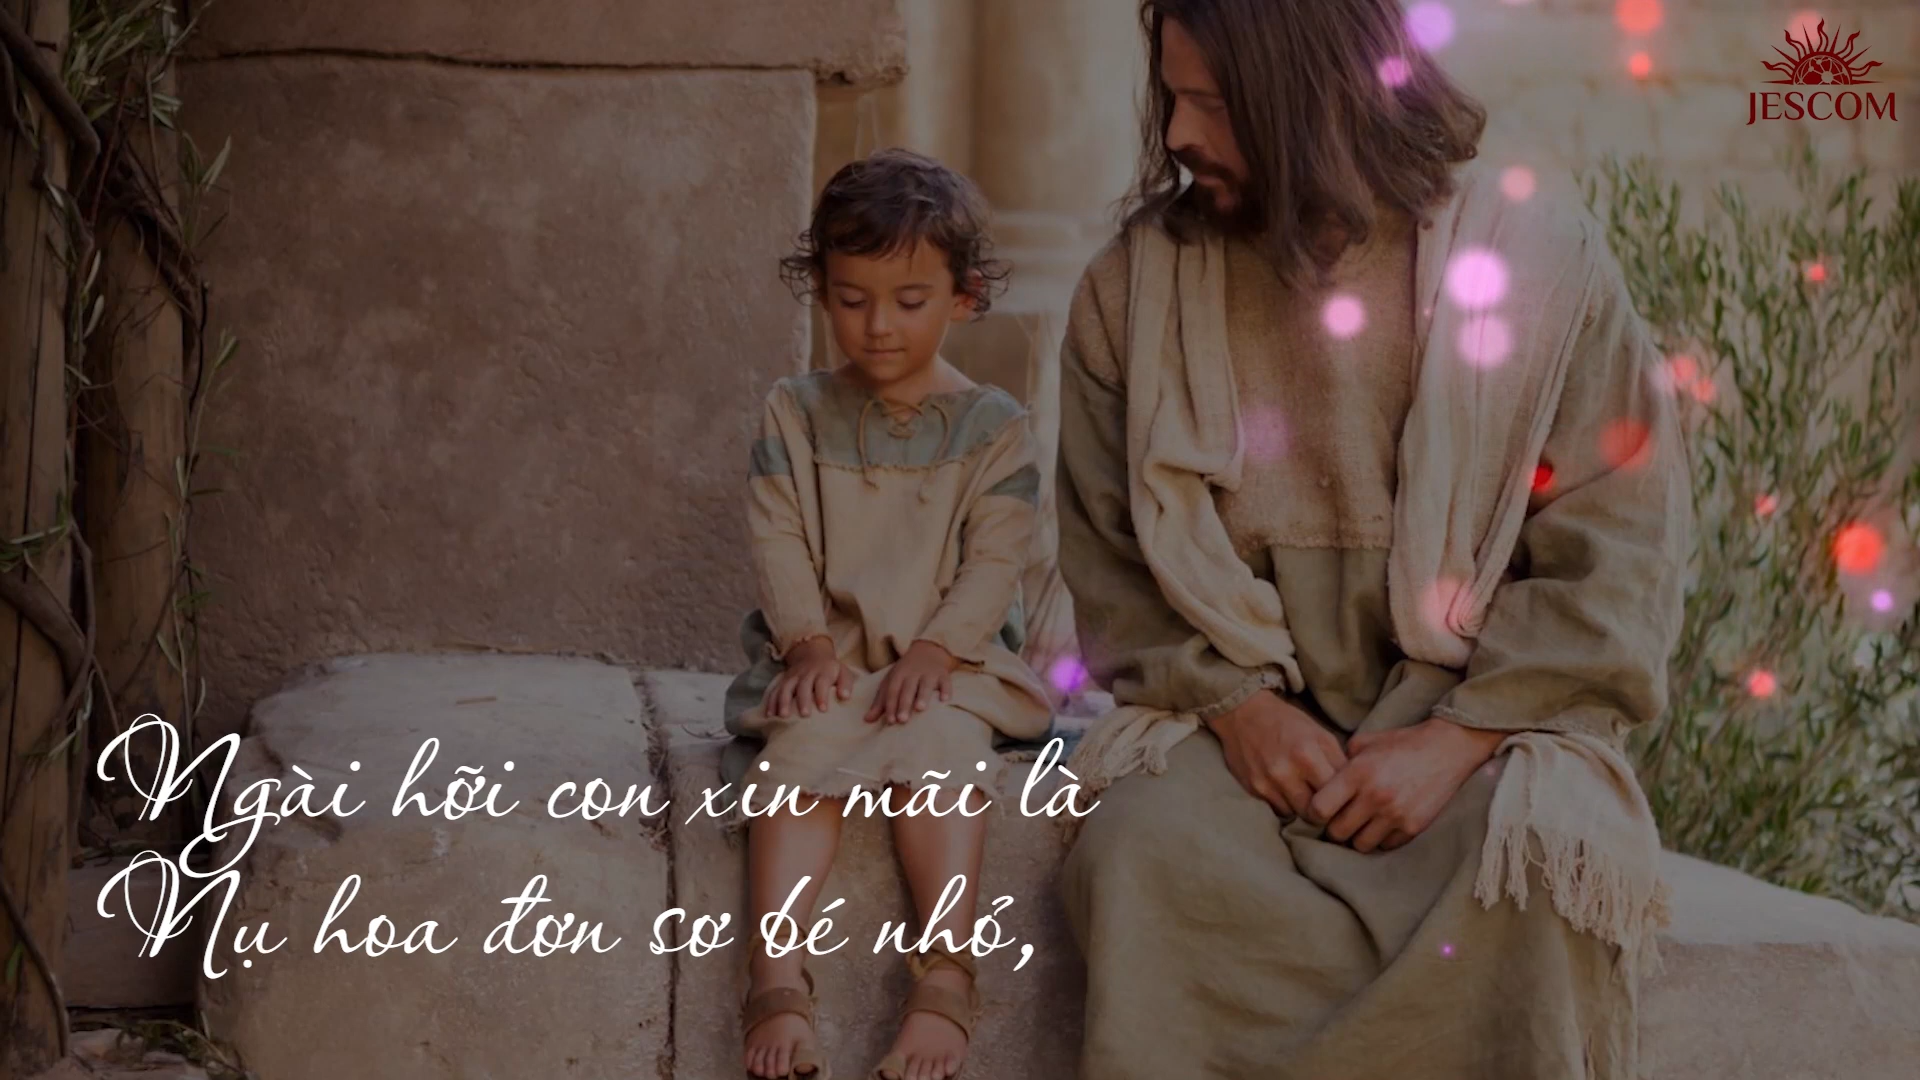 JESCOM
Ngài hỡi con xin mãi là
Nụ hoa đơn sơ bé nhỏ,